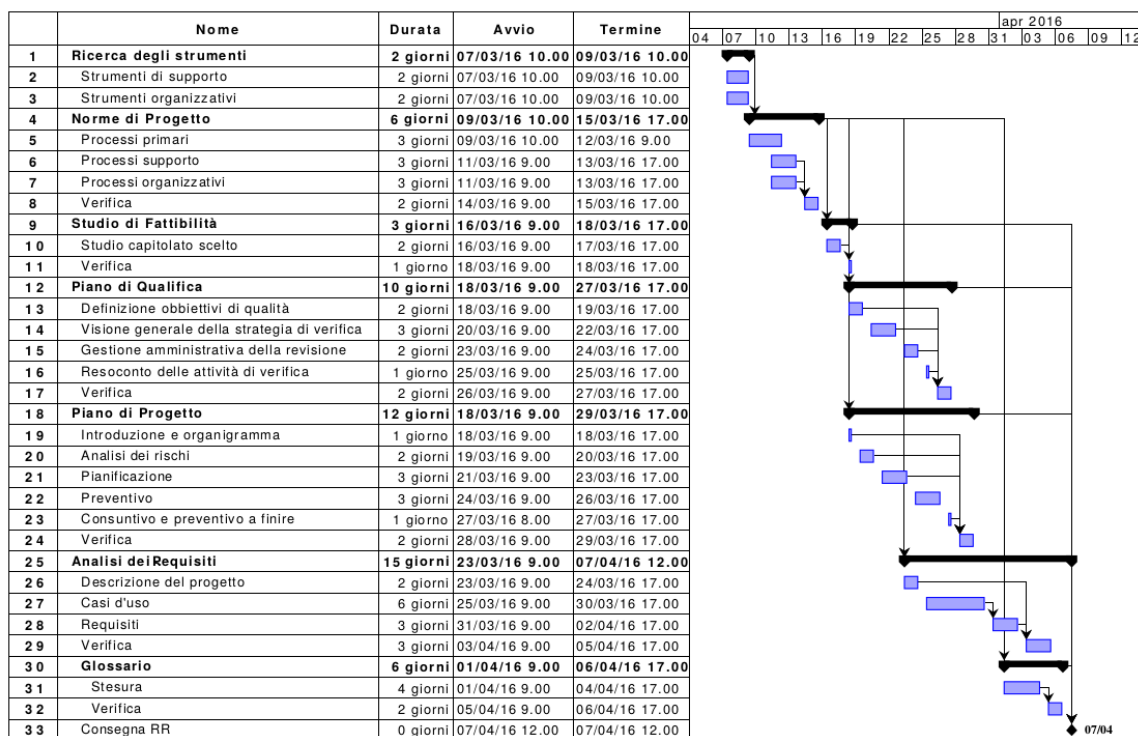 apr 2016
Nome Durata Avvio Termine 04 07 10 13 16 19 22 25 28 31 03 06 09 12
1 Ricerca degli strumenti 2 giorni 07/03/16 10.00 09/03/16 10.00
2 Strumenti di supporto 2 giorni 07/03/16 10.00 09/03/16 10.00
3 Strumenti organizzativi 2 giorni 07/03/16 10.00 09/03/16 10.00
4 Norme di Progetto 6 giorni 09/03/16 10.00 15/03/16 17.00
5 Processi primari 3 giorni 09/03/16 10.00 12/03/16 9.00
6 Processi supporto 3 giorni 11/03/16 9.00 13/03/16 17.00
7 Processi organizzativi 3 giorni 11/03/16 9.00 13/03/16 17.00
8 Verifica 2 giorni 14/03/16 9.00 15/03/16 17.00
9 Studio di Fattibilità 3 giorni 16/03/16 9.00 18/03/16 17.00
10 Studio capitolato scelto 2 giorni 16/03/16 9.00 17/03/16 17.00
11 Verifica 1 giorno 18/03/16 9.00 18/03/16 17.00
12 Piano di Qualifica 10 giorni 18/03/16 9.00 27/03/16 17.00
13 Definizione obbiettivi di qualità 2 giorni 18/03/16 9.00 19/03/16 17.00
14 Visione generale della strategia di verifica 3 giorni 20/03/16 9.00 22/03/16 17.00
15 Gestione amministrativa della revisione 2 giorni 23/03/16 9.00 24/03/16 17.00
16 Resoconto delle attività di verifica 1 giorno 25/03/16 9.00 25/03/16 17.00
17 Verifica 2 giorni 26/03/16 9.00 27/03/16 17.00
18 Piano di Progetto 12 giorni 18/03/16 9.00 29/03/16 17.00
19 Introduzione e organigramma 1 giorno 18/03/16 9.00 18/03/16 17.00
20 Analisi dei rischi 2 giorni 19/03/16 9.00 20/03/16 17.00
21 Pianificazione 3 giorni 21/03/16 9.00 23/03/16 17.00
22 Preventivo 3 giorni 24/03/16 9.00 26/03/16 17.00
23 Consuntivo e preventivo a finire 1 giorno 27/03/16 8.00 27/03/16 17.00
24 Verifica 2 giorni 28/03/16 9.00 29/03/16 17.00
25 Analisi dei Requisiti 15 giorni 23/03/16 9.00 07/04/16 12.00
26 Descrizione del progetto 2 giorni 23/03/16 9.00 24/03/16 17.00
27 Casi d'uso 6 giorni 25/03/16 9.00 30/03/16 17.00
28 Requisiti 3 giorni 31/03/16 9.00 02/04/16 17.00
29 Verifica 3 giorni 03/04/16 9.00 05/04/16 17.00
30 Glossario 6 giorni 01/04/16 9.00 06/04/16 17.00
31 Stesura 4 giorni 01/04/16 9.00 04/04/16 17.00
32 Verifica 2 giorni 05/04/16 9.00 06/04/16 17.00
33 Consegna RR 0 giorni 07/04/16 12.00 07/04/16 12.00 07/04